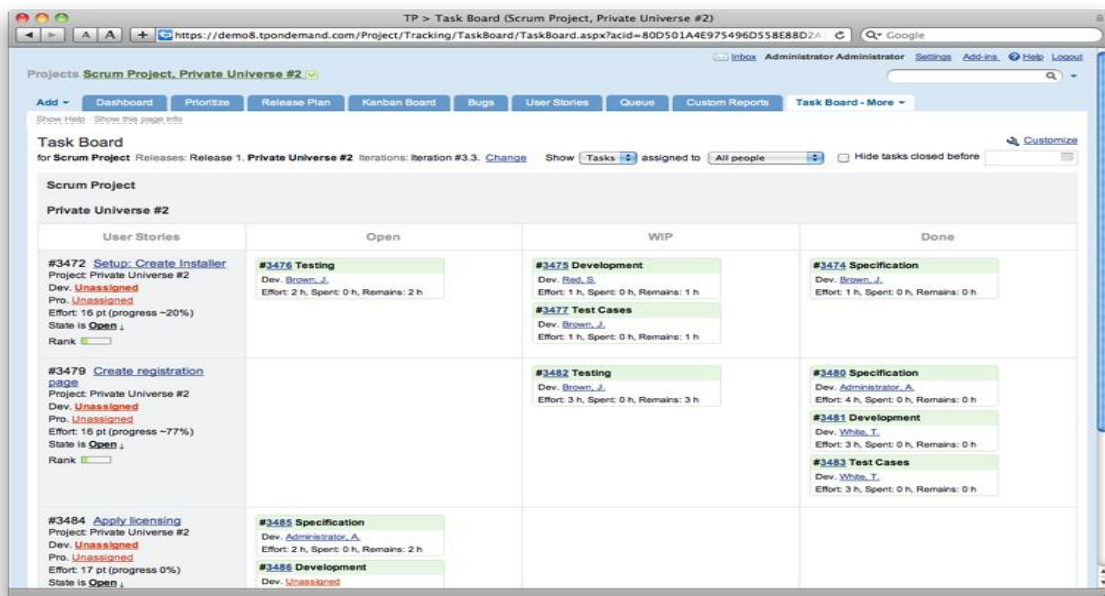 TP > Task Board (Scrum Project, Private Universe #2)
A A + https://demo8.tpondemand.com/Project/Tracking/TaskBoard/TaskBoard.aspx?acid=80D501A4E975496D558E88D2A Google
Inbox Administrator Administrator Settings Add-ins Help Logout
Projects Scrum Project, Private Universe #2
Add Dashboard Prioritize Release Plan Kanban Board Bugs User Stories Queue Custom Reports Task Board - More
Show Help Show this page info
Task Board
Customize
for Scrum Project Releases: Release 1. Private Universe #2 Iterations: Iteration #3.3. Change Show Tasks assigned to All people Hide tasks closed before
Scrum Project
Private Universe #2
User Stories Open WIP Done
#3472 Setup: Create Installer
Project: Private Universe #2
Dev. Unassigned
Pro. Unassigned
Effort: 16 pt (progress ~20%)
State is Open ↓
Rank
#3476 Testing
Dev. Brown, J.
Effort: 2 h, Spent: 0 h, Remains: 2 h
#3475 Development
Dev. Red, S.
Effort: 1 h, Spent: 0 h, Remains: 1 h
#3477 Test Cases
Dev. Brown, J.
Effort: 1 h, Spent: 0 h, Remains: 1 h
#3474 Specification
Dev. Brown, J.
Effort: 1 h, Spent: 0 h, Remains: 0 h
#3479 Create registration
page
Project: Private Universe #2
Dev. Unassigned
Pro. Unassigned
Effort: 16 pt (progress ~77%)
State is Open ↓
Rank
#3482 Testing
Dev. Brown, J.
Effort: 3 h, Spent: 0 h, Remains: 3 h
#3480 Specification
Dev. Administrator, A.
Effort: 4 h, Spent: 0 h, Remains: 0 h
#3481 Development
Dev. White, T.
Effort: 3 h, Spent: 0 h, Remains: 0 h
#3483 Test Cases
Dev. White, T.
Effort: 3 h, Spent: 0 h, Remains: 0 h
#3484 Apply licensing
Project: Private Universe #2
Dev. Unassigned
Pro. Unassigned
Effort: 17 pt (progress 0%)
State is Open ↓
#3485 Specification
Dev. Administrator, A.
Effort: 2 h, Spent: 0 h, Remains: 2 h
#3486 Development
Dev. Unassigned